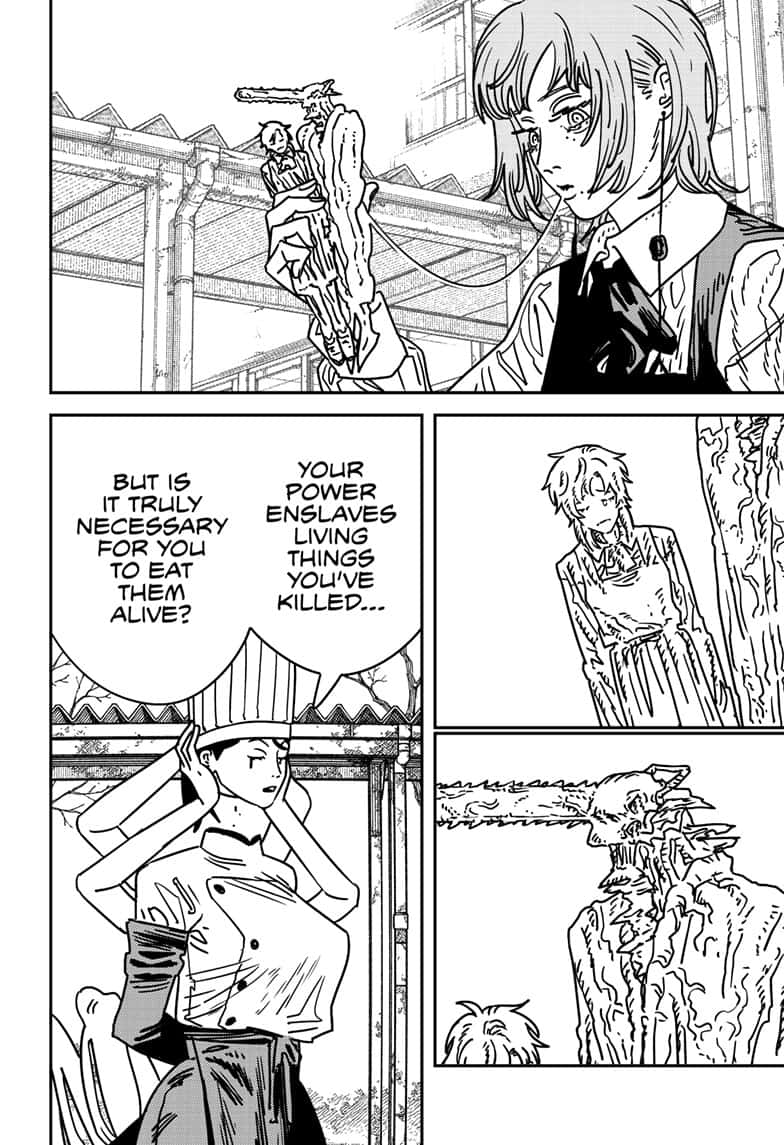 YOUR
POWER
ENSLAVES
LIVING
THINGS
YOU'VE
KILLED...
BUT IS
IT TRULY
NECESSARY
FOR YOU
TO EAT
THEM
ALIVE?